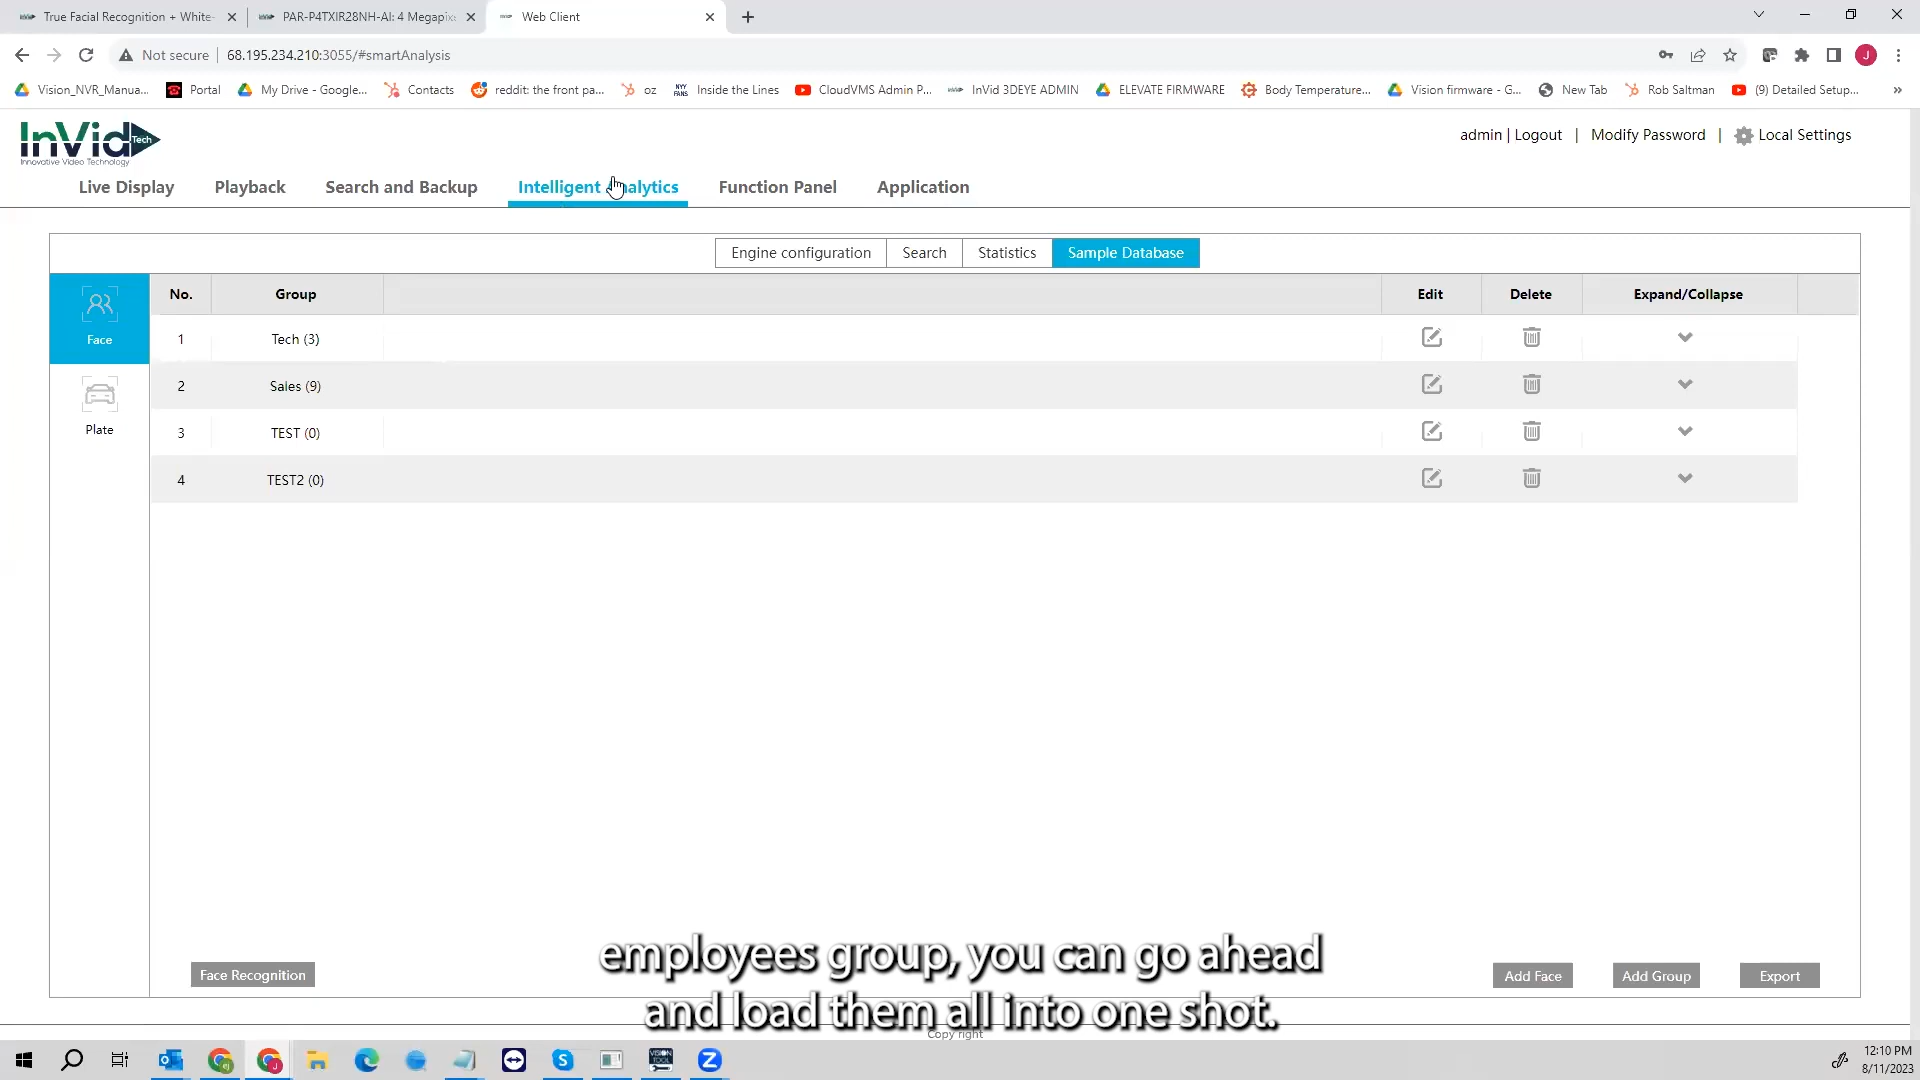 True Facial Recognition + White-
PAR-P4TXIR28NH-AI: 4 Megapix
Web Client
Not secure
68.195.234.210:3055/#smartAnalysis
J
Vision_NVR_Manua...
Portal
My Drive - Google...
Contacts
reddit: the front pa...
oz
NYY FANS
Inside the Lines
CloudVMS Admin P...
InVid 3DEYE ADMIN
ELEVATE FIRMWARE
Body Temperature...
Vision firmware - G...
New Tab
Rob Saltman
(9) Detailed Setup...
»
InVid Tech
Innovative Video Technology
admin | Logout | Modify Password | Local Settings
Live Display Playback Search and Backup Intelligent Analytics Function Panel Application
Engine configuration Search Statistics Sample Database
Face
Plate
No. Group Edit Delete Expand/Collapse
1 Tech (3)
2 Sales (9)
3 TEST (0)
4 TEST2 (0)
employees group, you can go ahead
and load them all into one shot.
Face Recognition
Add Face Add Group Export
Copy right
VISION TOOL
12:10 PM
8/11/2023